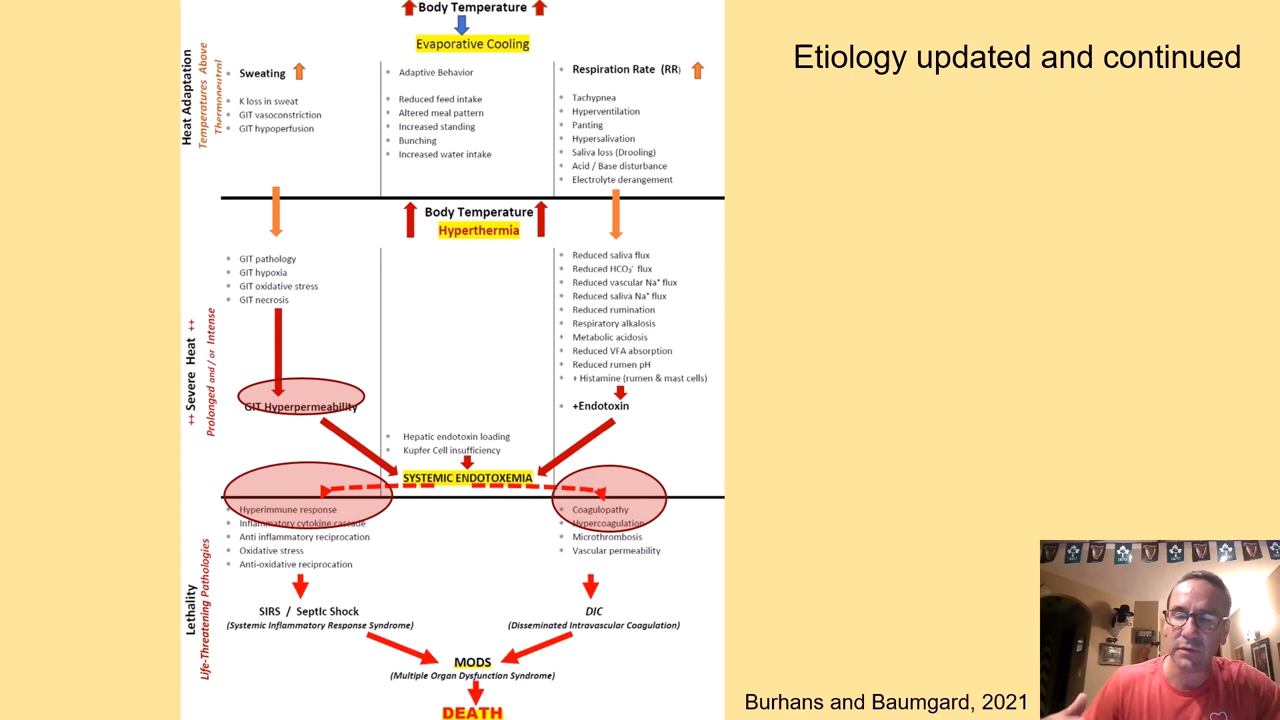 Body Temperature
Evaporative Cooling
Etiology updated and continued
Heat Adaptation
Temperatures Above
Thermoneutral
Sweating
K loss in sweat
GIT vasoconstriction
GIT hypoperfusion
Adaptive Behavior
Reduced feed intake
Altered meal pattern
Increased standing
Bunching
Increased water intake
Respiration Rate (RR)
Tachypnea
Hyperventilation
Panting
Hypersalivation
Saliva loss (Drooling)
Acid / Base disturbance
Electrolyte derangement
Body Temperature
Hyperthermia
++ Severe Heat ++
Prolonged and / or Intense
GIT pathology
GIT hypoxia
GIT oxidative stress
GIT necrosis
GIT Hyperpermeability
Reduced saliva flux
Reduced HCO₃⁻ flux
Reduced vascular Na⁺ flux
Reduced saliva Na⁺ flux
Reduced rumination
Respiratory alkalosis
Metabolic acidosis
Reduced VFA absorption
Reduced rumen pH
+ Histamine (rumen & mast cells)
+Endotoxin
Hepatic endotoxin loading
Kupfer Cell insufficiency
SYSTEMIC ENDOTOXEMIA
Lethality
Life-Threatening Pathologies
Hyperimmune response
Inflammatory cytokine cascade
Anti inflammatory reciprocation
Oxidative stress
Anti-oxidative reciprocation
Coagulopathy
Hypercoagulation
Microthrombosis
Vascular permeability
SIRS / Septic Shock
(Systemic Inflammatory Response Syndrome)
DIC
(Disseminated Intravascular Coagulation)
MODS
(Multiple Organ Dysfunction Syndrome)
DEATH
Burhans and Baumgard, 2021